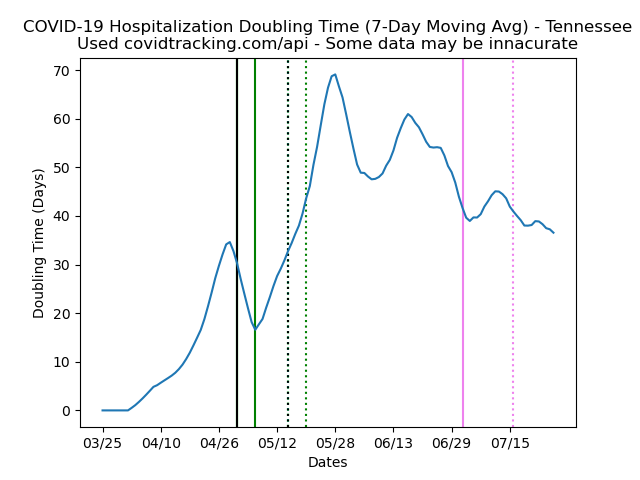 COVID-19 Hospitalization Doubling Time (7-Day Moving Avg) - Tennessee
Used covidtracking.com/api - Some data may be innacurate
70
60
50
40
30
20
10
0
Doubling Time (Days)
03/25 04/10 04/26 05/12 05/28 06/13 06/29 07/15
Dates